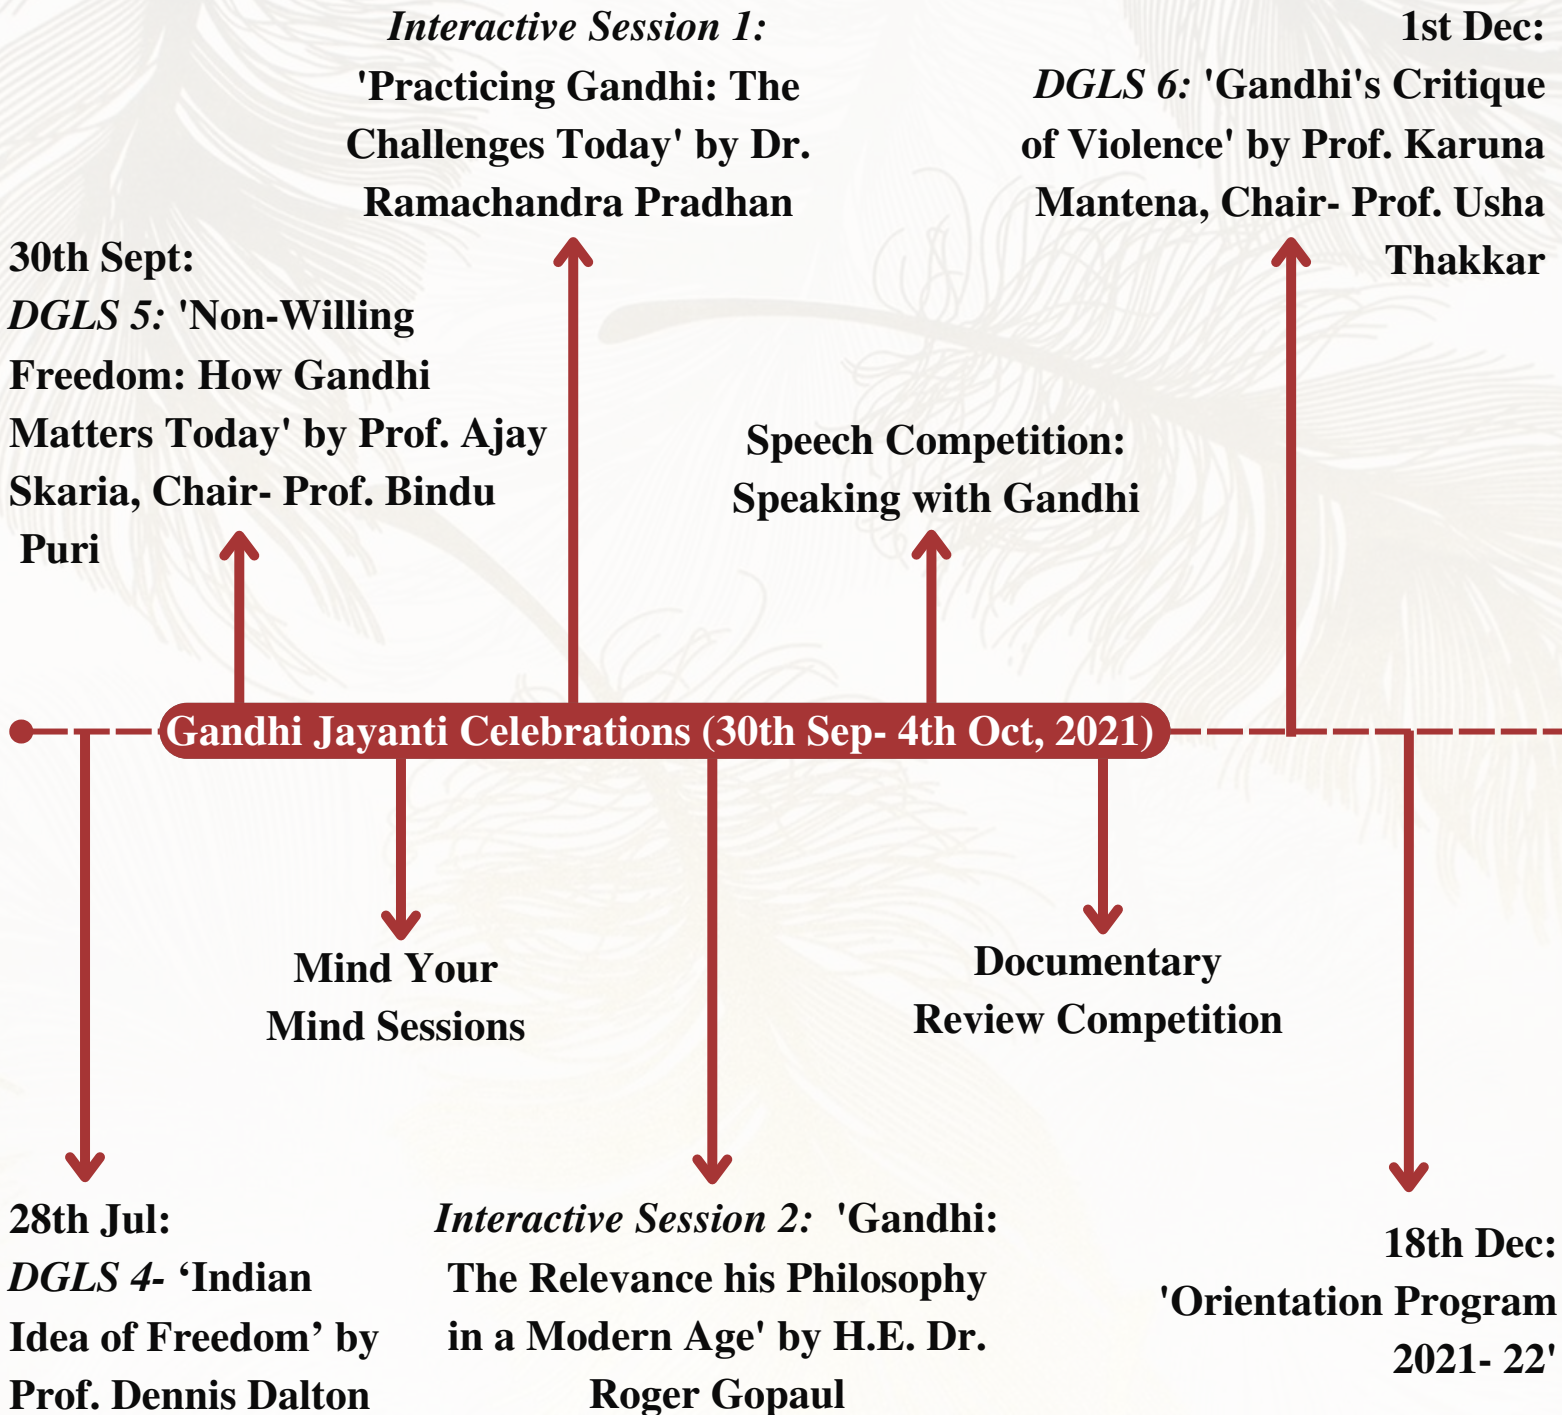 Interactive Session 1:
'Practicing Gandhi: The
Challenges Today' by Dr.
Ramachandra Pradhan
1st Dec:
DGLS 6: 'Gandhi's Critique
of Violence' by Prof. Karuna
Mantena, Chair- Prof. Usha
Thakkar
30th Sept:
DGLS 5: 'Non-Willing
Freedom: How Gandhi
Matters Today' by Prof. Ajay
Skaria, Chair- Prof. Bindu
Puri
Speech Competition:
Speaking with Gandhi
Gandhi Jayanti Celebrations (30th Sep- 4th Oct, 2021)
Mind Your
Mind Sessions
Documentary
Review Competition
28th Jul:
DGLS 4- ‘Indian
Idea of Freedom’ by
Prof. Dennis Dalton
Interactive Session 2: 'Gandhi:
The Relevance his Philosophy
in a Modern Age' by H.E. Dr.
Roger Gopaul
18th Dec:
'Orientation Program
2021- 22'